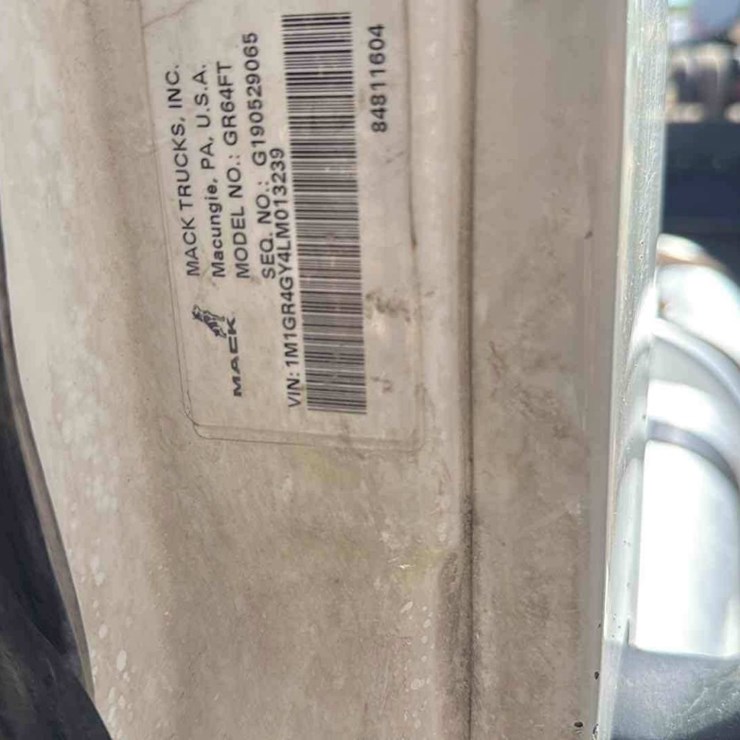 MACK TRUCKS, INC.
Macungie, PA, U.S.A.
MODEL NO.: GR64FT
SEQ. NO.: G190529065
MACK
VIN: 1M1GR4GY4LM013239
84811604